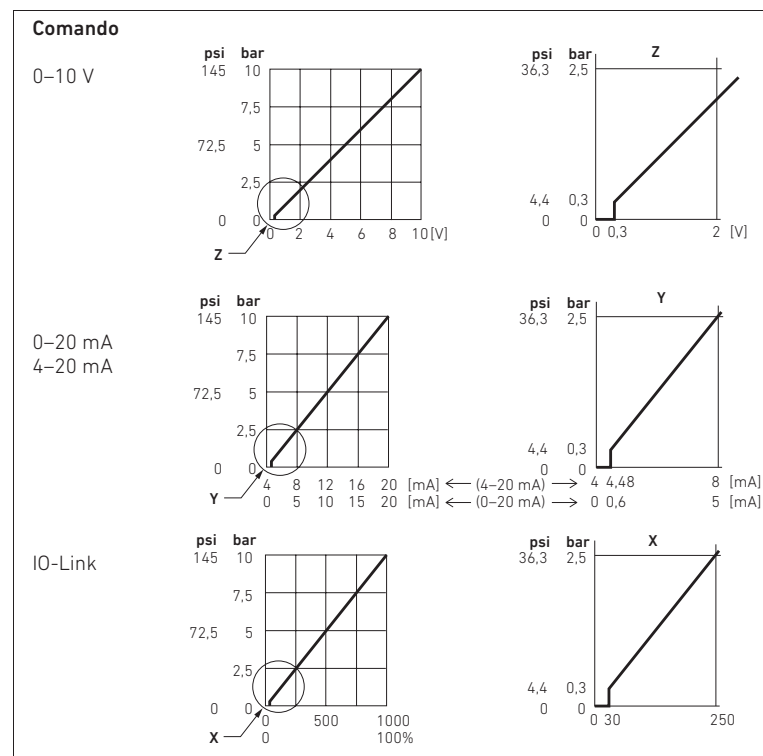 Comando
0–10 V
psi bar
145 10
7,5
72,5 5
2,5
0 0
0 2 4 6 8 10 [V]
Z
Z
36,3 2,5
4,4 0,3
0 0
0 0,3 2 [V]
0–20 mA
4–20 mA
psi bar
145 10
7,5
72,5 5
2,5
0 0
Y
psi bar Y
36,3 2,5
4,4 0,3
0 0
4 8 12 16 20 [mA] (4–20 mA) 4 4,48 8 [mA]
0 5 10 15 20 [mA] (0–20 mA) 0 0,6 5 [mA]
IO-Link
psi bar
145 10
7,5
72,5 5
2,5
0 0
0 500 1000
0 100%
X
psi bar X
36,3 2,5
4,4 0,3
0 0
0 30 250